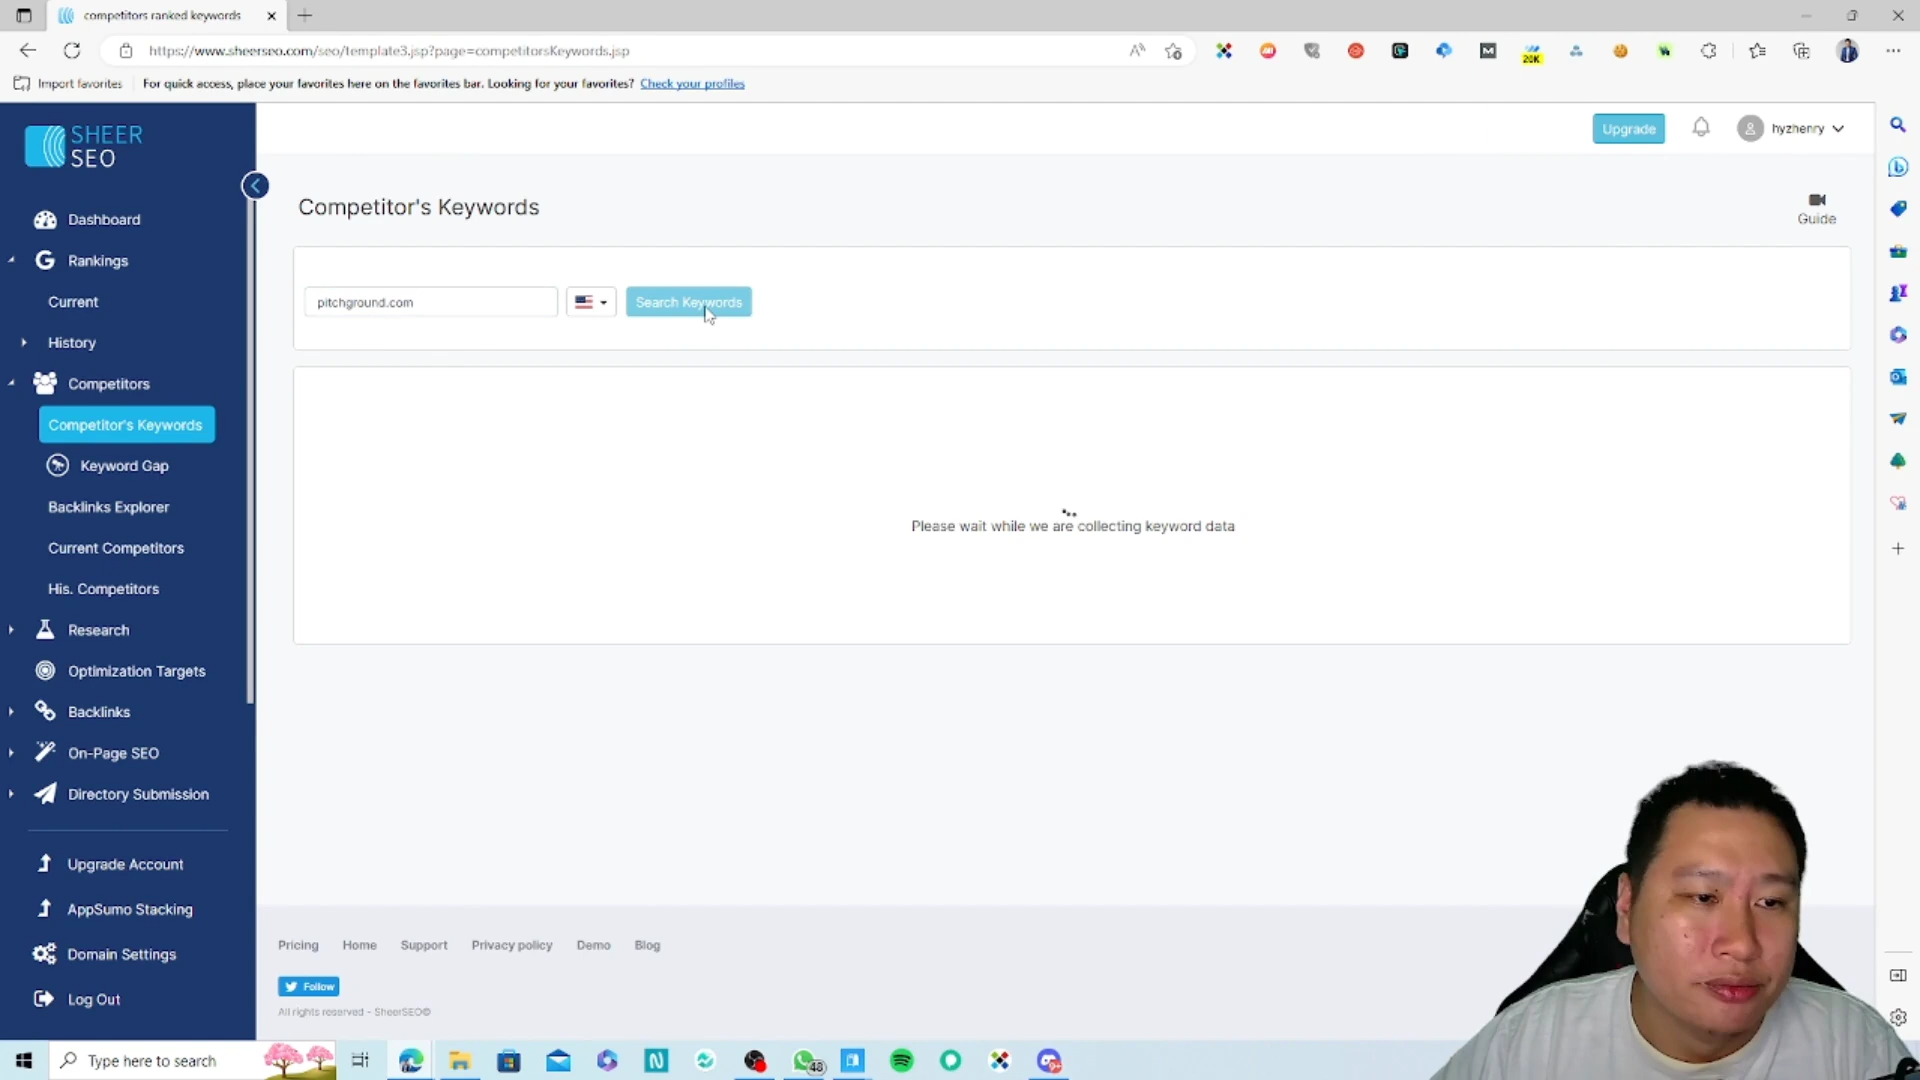 competitors ranked keywords
https://www.sheerseo.com/seo/template3.jsp?page=competitorsKeywords.jsp
20K
Import favorites
For quick access, place your favorites here on the favorites bar. Looking for your favorites? Check your profiles
SHEER
SEO
Upgrade
hyzhenry
Competitor's Keywords
Guide
pitchground.com
Search Keywords
Please wait while we are collecting keyword data
Dashboard
Rankings
Current
History
Competitors
Competitor's Keywords
Keyword Gap
Backlinks Explorer
Current Competitors
His. Competitors
Research
Optimization Targets
Backlinks
On-Page SEO
Directory Submission
Upgrade Account
AppSumo Stacking
Domain Settings
Log Out
Pricing Home Support Privacy policy Demo Blog
Follow
All rights reserved - SheerSEO©
Type here to search
48